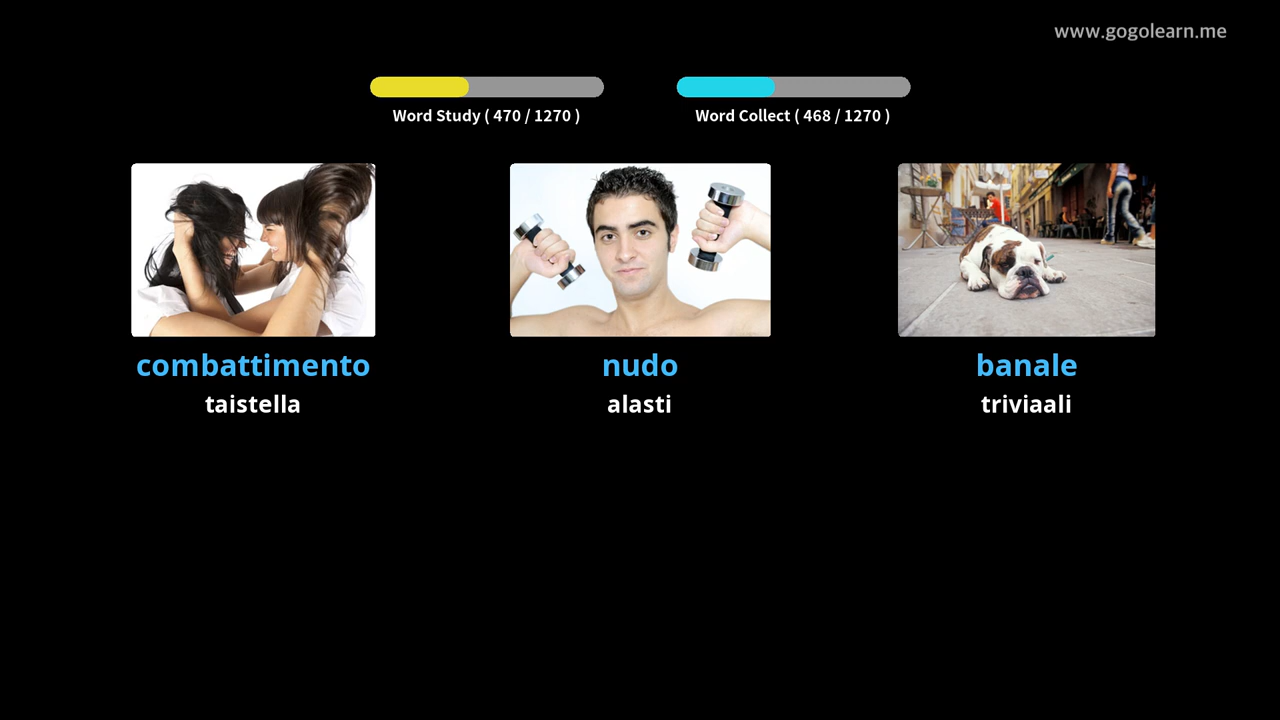 www.gogolearn.me
Word Study ( 470 / 1270 )
Word Collect ( 468 / 1270 )
combattimento
nudo
banale
taistella
alasti
triviaali